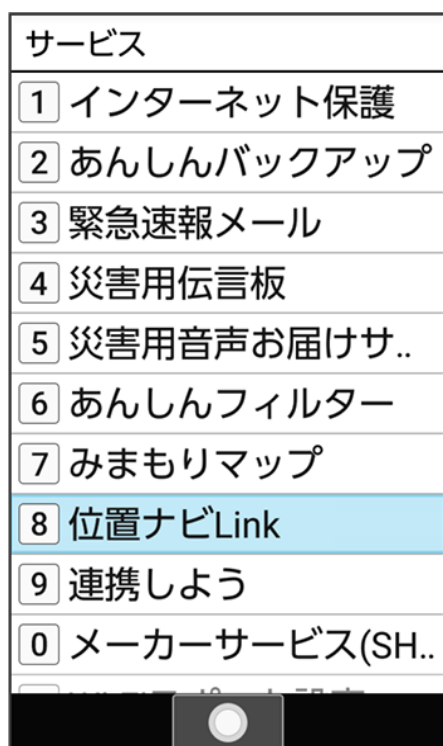 サービス
1 インターネット保護
2 あんしんバックアップ
3 緊急速報メール
4 災害用伝言板
5 災害用音声お届けサ..
6 あんしんフィルター
7 みまもりマップ
8 位置ナビLink
9 連携しよう
0 メーカーサービス(SH..